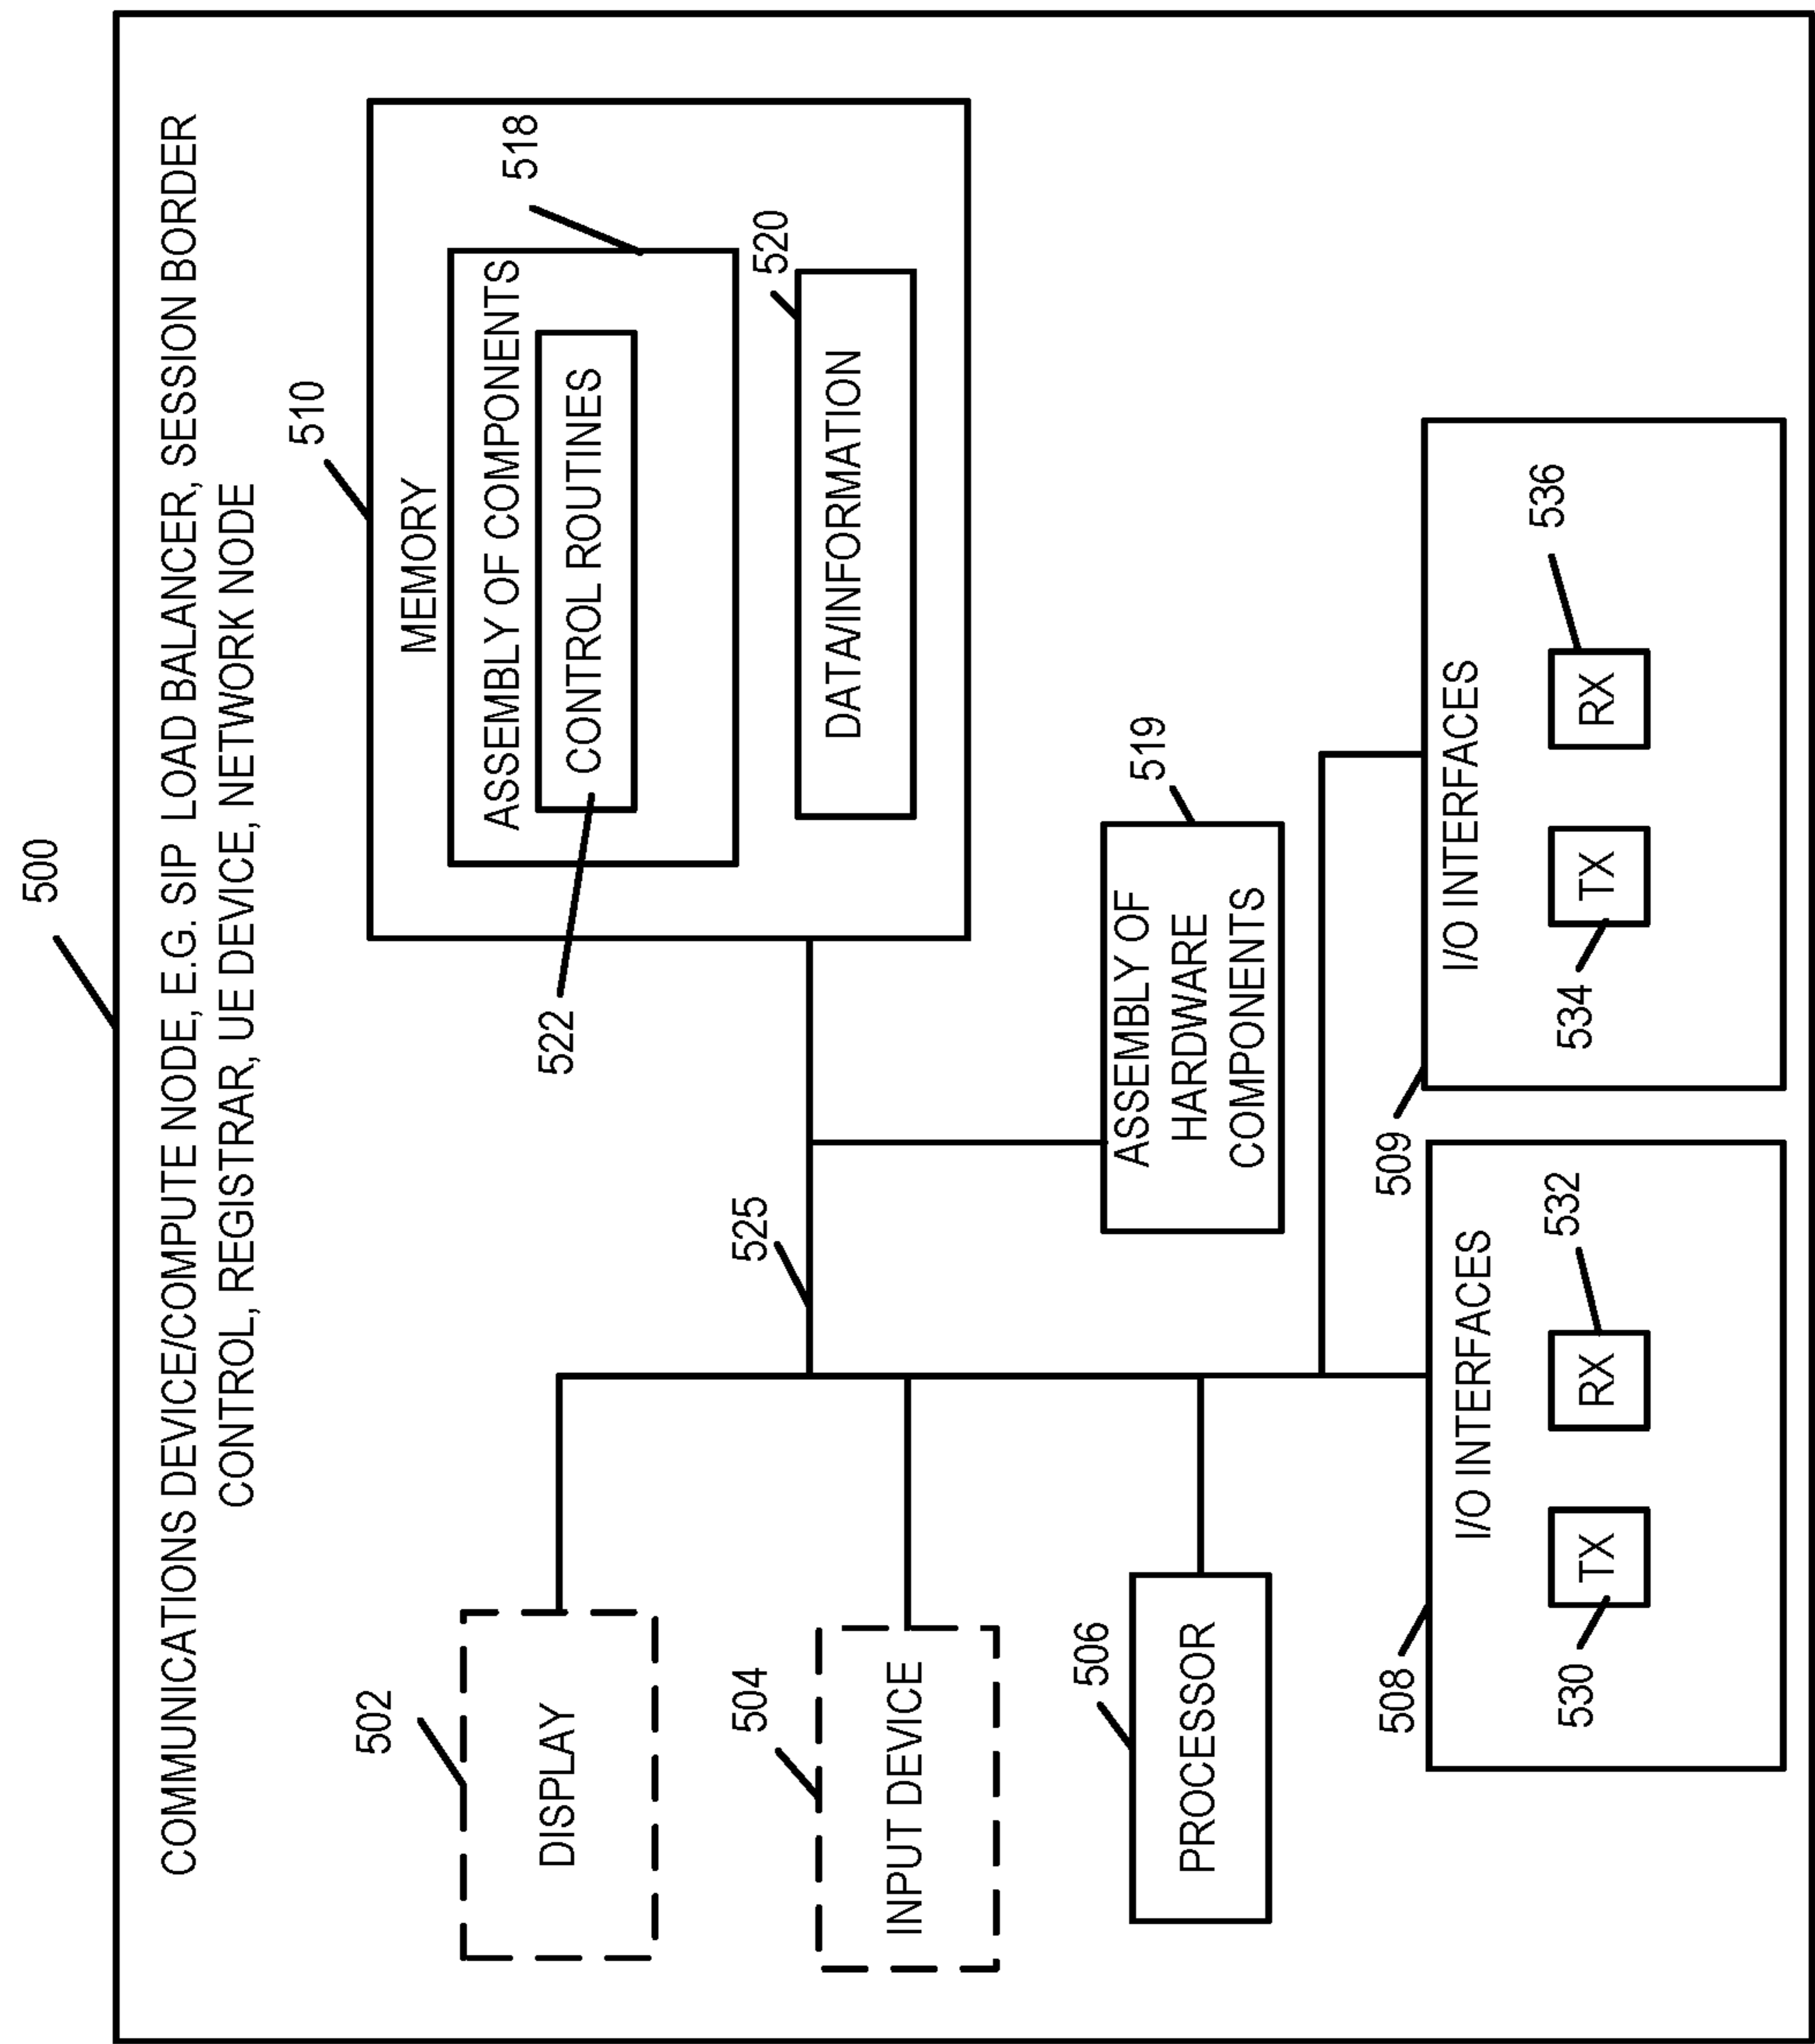 500
COMMUNICATIONS DEVICE/COMPUTE NODE, E.G. SIP LOAD BALANCER, SESSION BORDER
CONTROL, REGISTRAR, UE DEVICE, NETWORK NODE
502
DISPLAY
504
INPUT DEVICE
506
PROCESSOR
508
I/O INTERFACES
TX
RX
530
532
525
510
MEMORY
518
ASSEMBLY OF COMPONENTS
CONTROL ROUTINES
522
520
DATA/INFORMATION
519
ASSEMBLY OF
HARDWARE
COMPONENTS
509
I/O INTERFACES
TX
RX
534
536